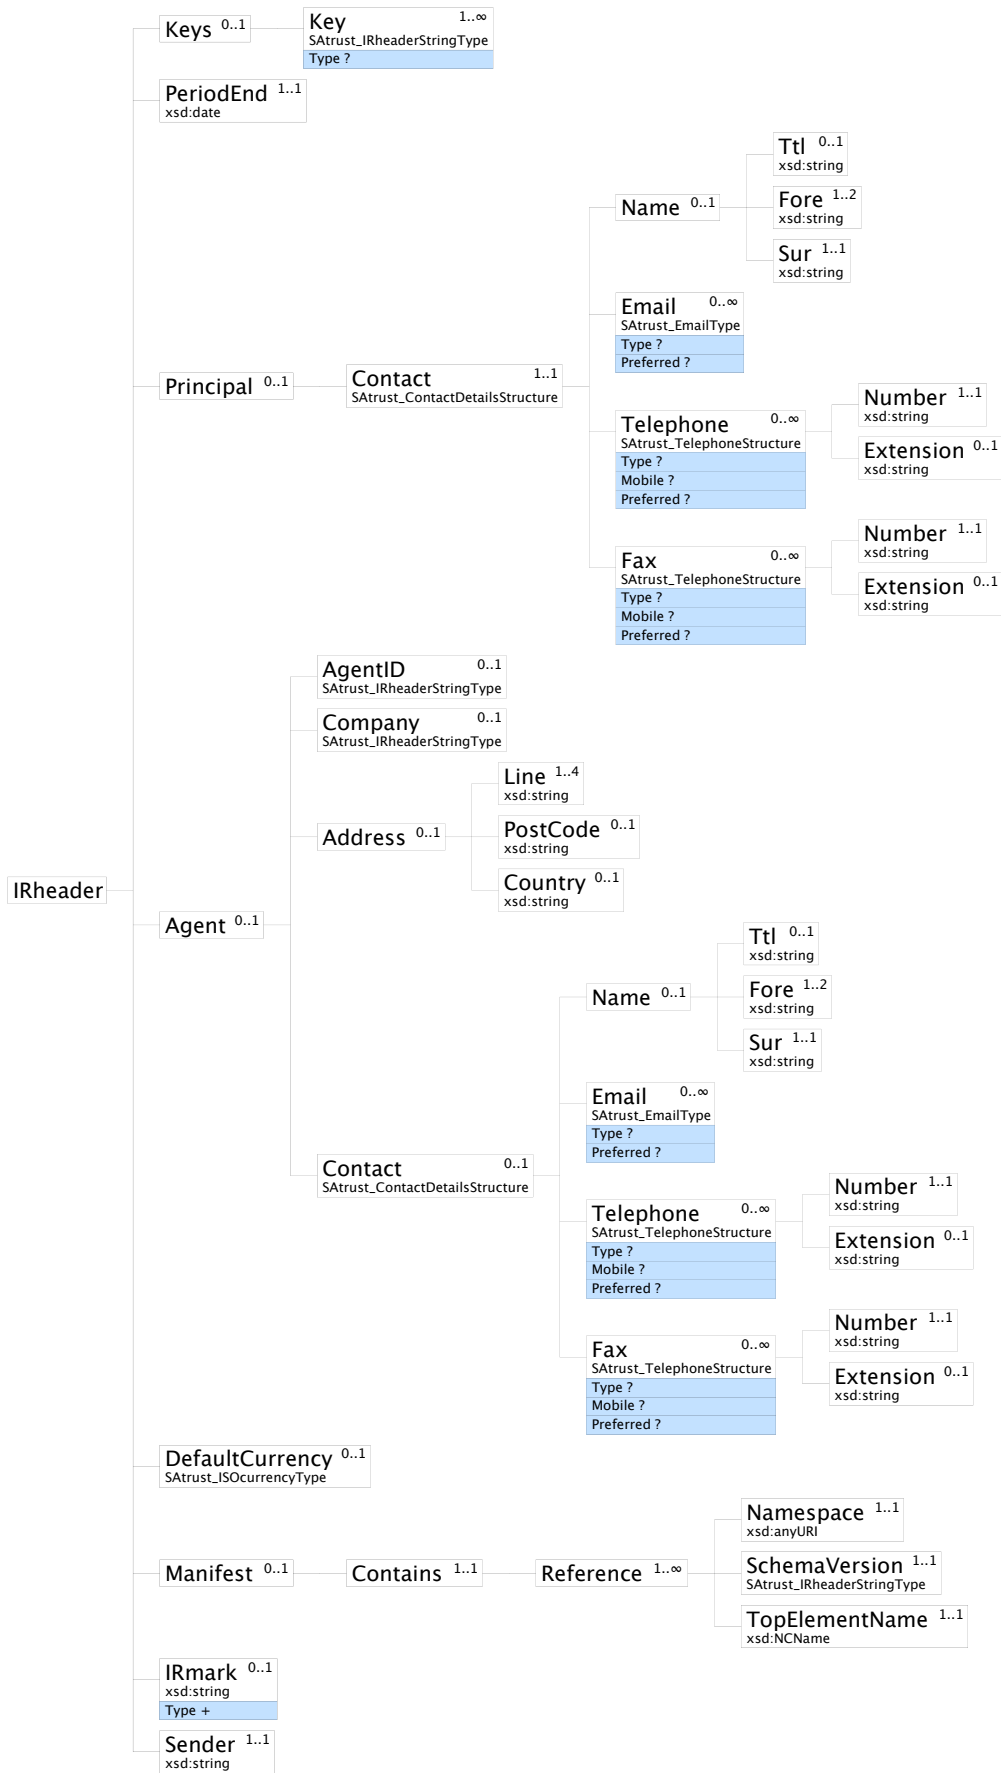 Keys 0..1
Key 1..∞
SAtrust_IRheaderStringType
Type ?
PeriodEnd 1..1
xsd:date
Ttl 0..1
xsd:string
Name 0..1
Fore 1..2
xsd:string
Sur 1..1
xsd:string
Email 0..∞
SAtrust_EmailType
Type ?
Preferred ?
Principal 0..1
Contact 1..1
SAtrust_ContactDetailsStructure
Telephone 0..∞
SAtrust_TelephoneStructure
Type ?
Mobile ?
Preferred ?
Number 1..1
xsd:string
Extension 0..1
xsd:string
Fax 0..∞
SAtrust_TelephoneStructure
Type ?
Mobile ?
Preferred ?
Number 1..1
xsd:string
Extension 0..1
xsd:string
AgentID 0..1
SAtrust_IRheaderStringType
Company 0..1
SAtrust_IRheaderStringType
Address 0..1
Line 1..4
xsd:string
PostCode 0..1
xsd:string
Country 0..1
xsd:string
IRheader
Agent 0..1
Ttl 0..1
xsd:string
Name 0..1
Fore 1..2
xsd:string
Sur 1..1
xsd:string
Email 0..∞
SAtrust_EmailType
Type ?
Preferred ?
Contact 0..1
SAtrust_ContactDetailsStructure
Telephone 0..∞
SAtrust_TelephoneStructure
Type ?
Mobile ?
Preferred ?
Number 1..1
xsd:string
Extension 0..1
xsd:string
Fax 0..∞
SAtrust_TelephoneStructure
Type ?
Mobile ?
Preferred ?
Number 1..1
xsd:string
Extension 0..1
xsd:string
DefaultCurrency 0..1
SAtrust_ISOcurrencyType
Manifest 0..1
Contains 1..1
Reference 1..∞
Namespace 1..1
xsd:anyURI
SchemaVersion 1..1
SAtrust_IRheaderStringType
TopElementName 1..1
xsd:NCName
IRmark 0..1
xsd:string
Type +
Sender 1..1
xsd:string